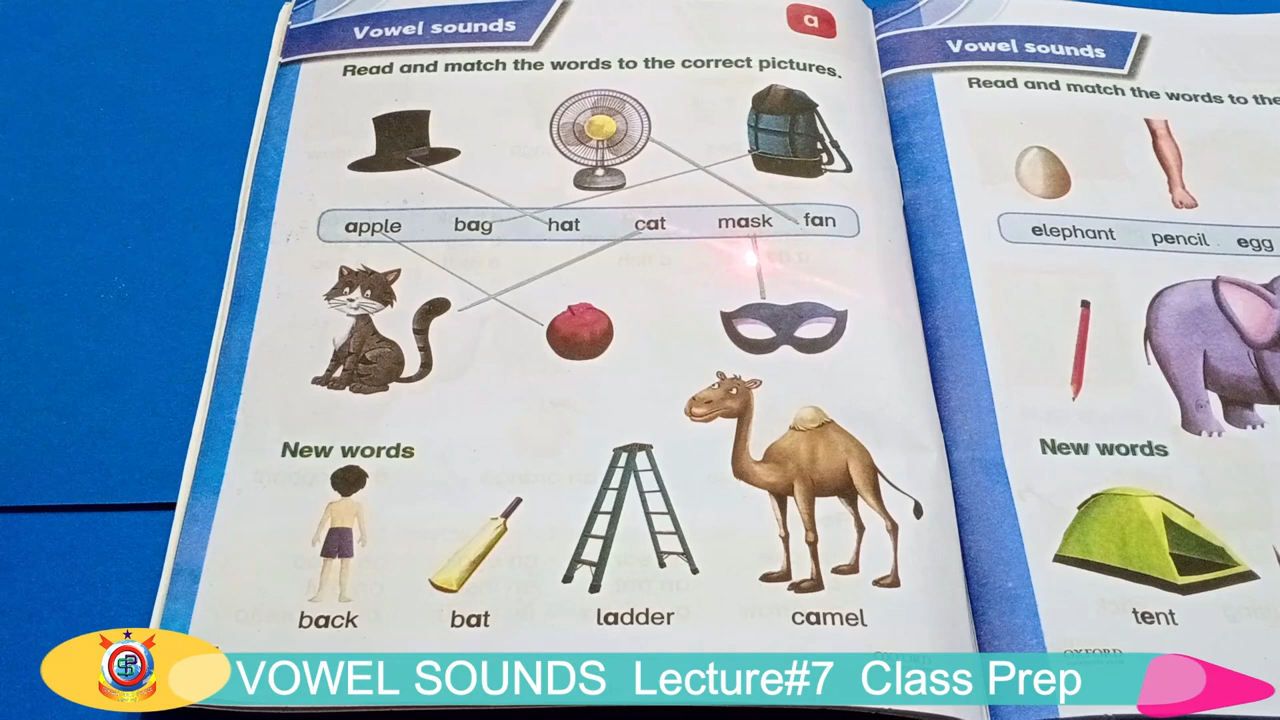 Vowel sounds
a
Read and match the words to the correct pictures.
apple bag hat cat mask fan
New words
back bat ladder camel
Vowel sounds
Read and match the words to the
elephant pencil egg
New words
tent
OXFORD
VOWEL SOUNDS Lecture#7 Class Prep